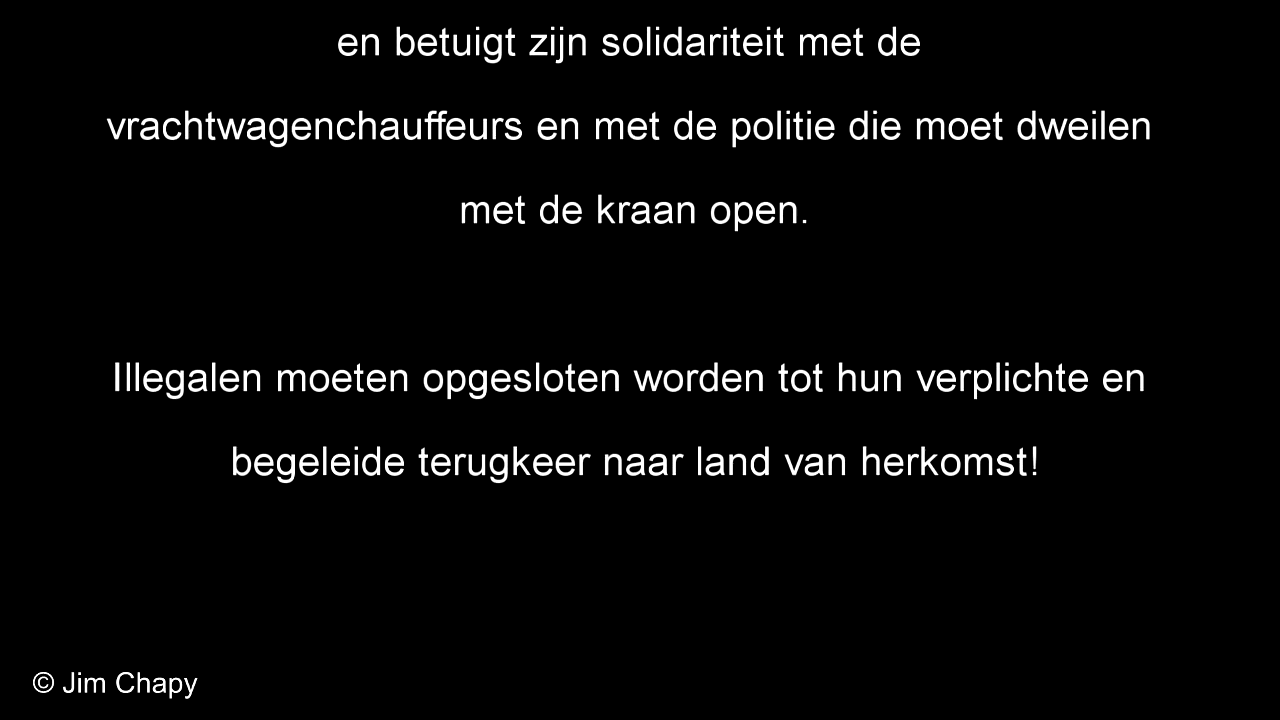 en betuigt zijn solidariteit met de
vrachtwagenchauffeurs en met de politie die moet dweilen
met de kraan open.
Illegalen moeten opgesloten worden tot hun verplichte en
begeleide terugkeer naar land van herkomst!
© Jim Chapy